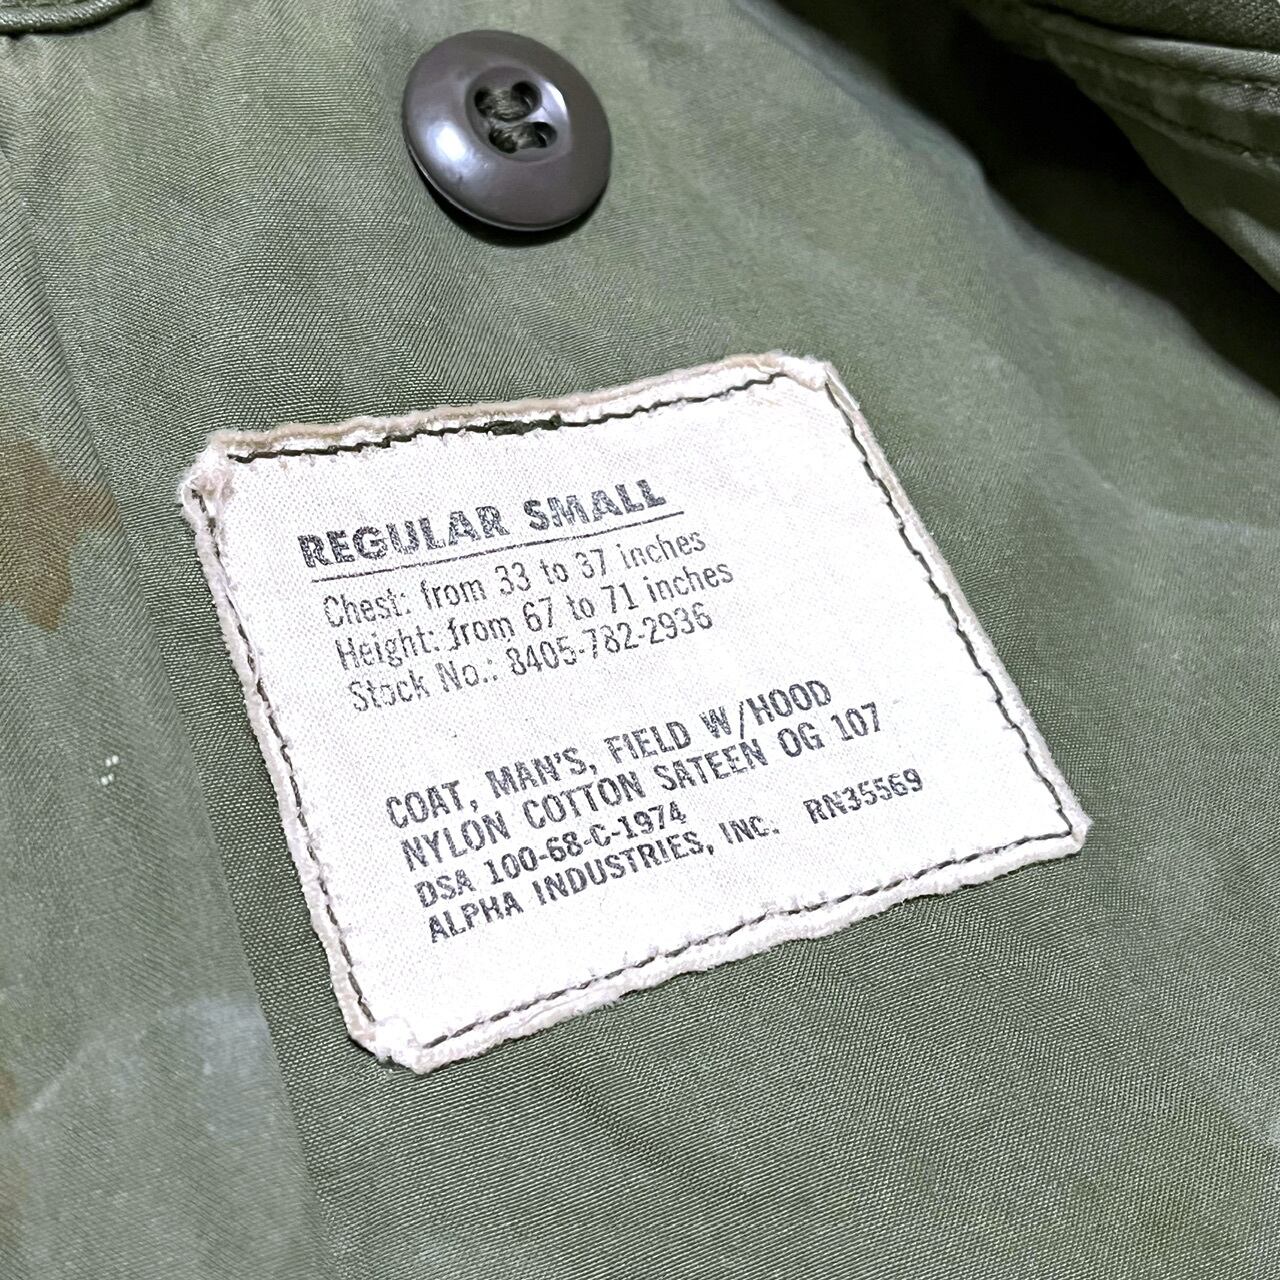 REGULAR SMALL
Chest: from 33 to 37 inches
Height: from 67 to 71 inches
Stock No.: 8405-782-2936
COAT, MAN'S, FIELD W/HOOD
NYLON COTTON SATEEN OG 107
DSA 100-68-C-1974
ALPHA INDUSTRIES, INC. RN35569